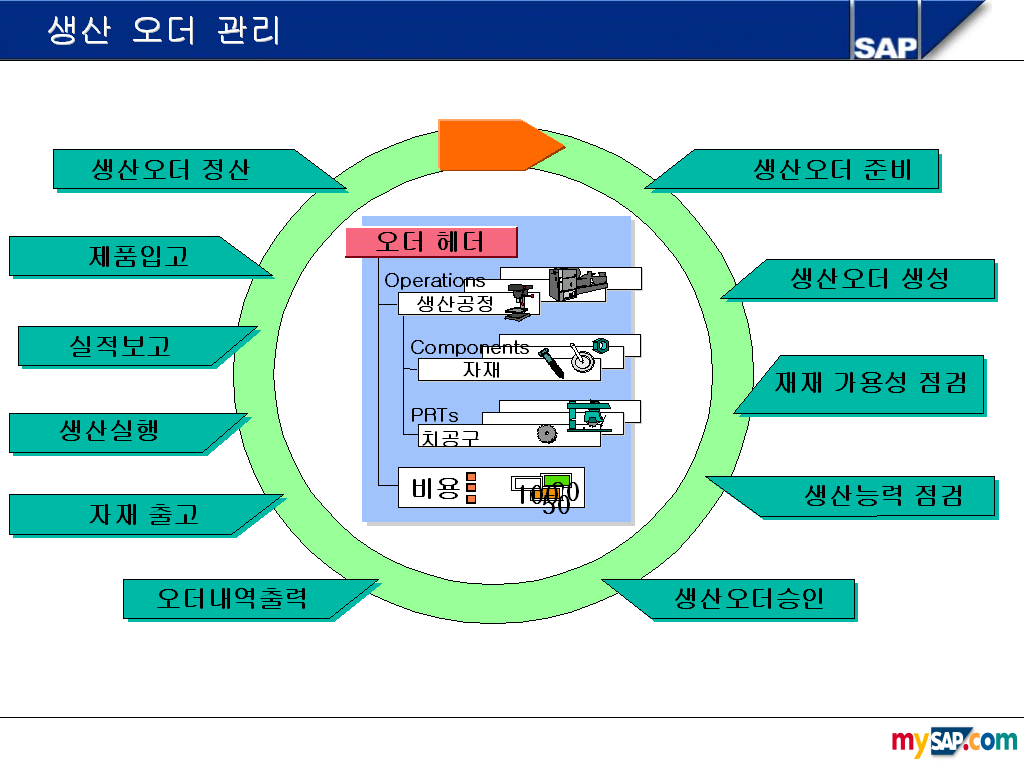 생산 오더 관리
SAP
생산오더 정산
생산오더 준비
제품입고
오더 헤더
생산오더 생성
Operations
생산공정
실적보고
Components
자재
재재 가용성 점검
생산실행
PRTs
치공구
비용
생산능력 점검
자재 출고
50
오더내역출력
생산오더승인
mySAP.com